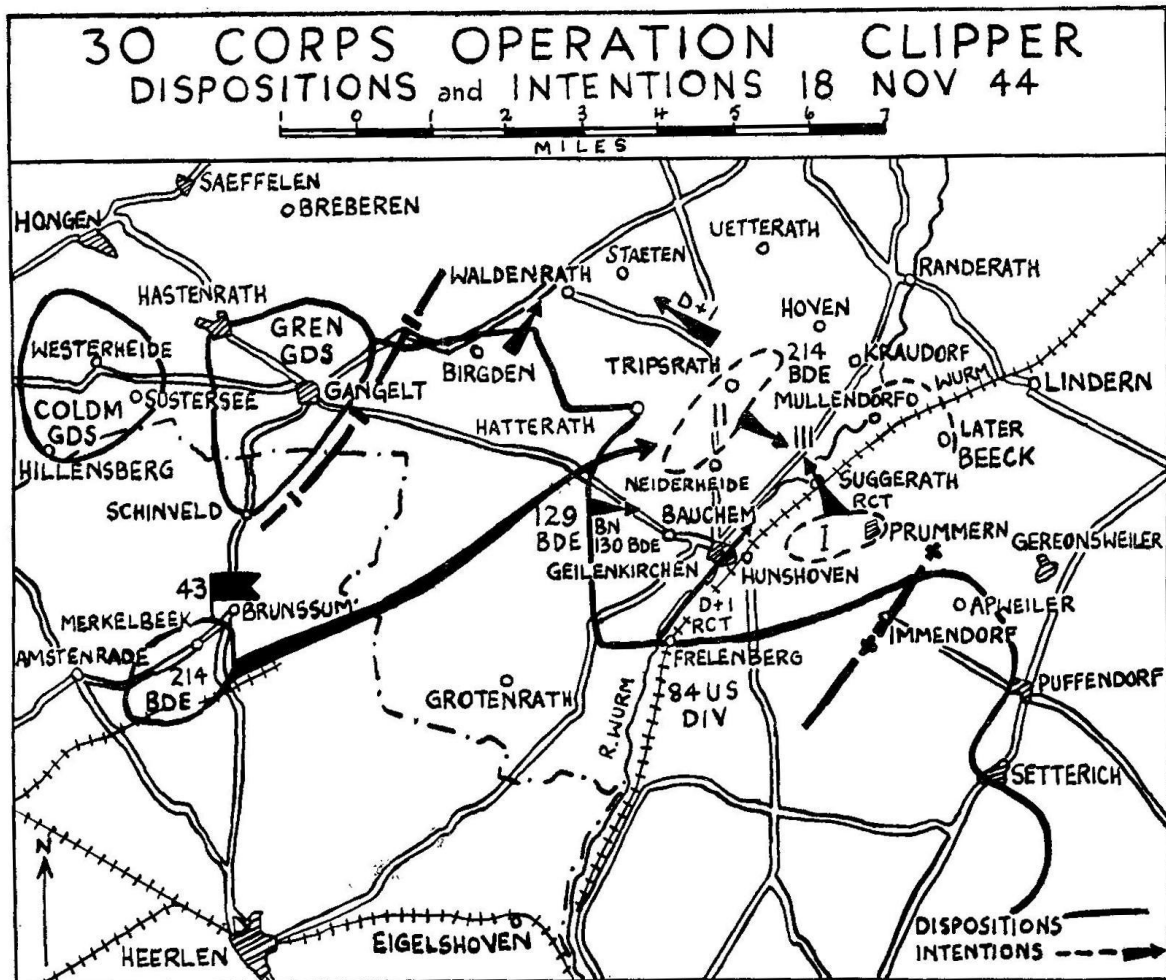 30 CORPS OPERATION CLIPPER
DISPOSITIONS and INTENTIONS 18 NOV 44
1 0 1 2 3 4 5 6 7
MILES
SAEFFELEN
BREBEREN
HONGEN
UETTERATH
STAETEN
WALDENRATH
RANDERATH
HASTENRATH
D+1
HOVEN
GREN
GDS
WESTERHEIDE
TRIPSRATH
214
BDE
KRAUDORF
BIRGDEN
WURM
GANGELT
LINDERN
SUSTERSEE
MULLENDORF
COLDM
GDS
HATTERATH
III
LATER
BEECK
HILLENSBERG
NEIDERHEIDE
SUGGERATH
RCT
SCHINVELD
129
BDE
BN
130 BDE
BAUCHEM
I
PRUMMERN
GEREONSWEILER
GEILENKIRCHEN
HUNSHOVEN
43
BRUNSSUM
D+1
RCT
APWEILER
MERKELBEEK
IMMENDORF
AMSTENRADE
FRELENBERG
214
BDE
GROTENRATH
84 US
DIV
PUFFENDORF
R. WURM
SETTERICH
N
HEERLEN
EIGELSHOVEN
DISPOSITIONS
INTENTIONS